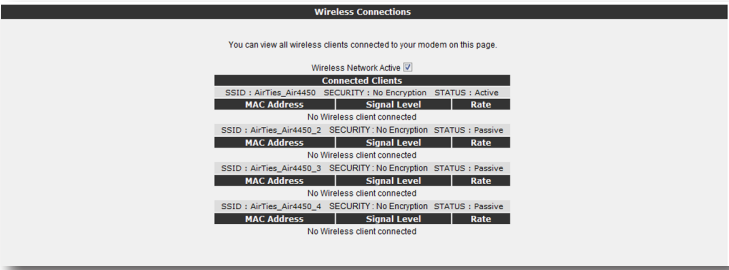 Wireless Connections
You can view all wireless clients connected to your modem on this page.
Wireless Network Active
Connected Clients
SSID : AirTies_Air4450 SECURITY : No Encryption STATUS : Active
MAC Address Signal Level Rate
No Wireless client connected
SSID : AirTies_Air4450_2 SECURITY : No Encryption STATUS : Passive
MAC Address Signal Level Rate
No Wireless client connected
SSID : AirTies_Air4450_3 SECURITY : No Encryption STATUS : Passive
MAC Address Signal Level Rate
No Wireless client connected
SSID : AirTies_Air4450_4 SECURITY : No Encryption STATUS : Passive
MAC Address Signal Level Rate
No Wireless client connected